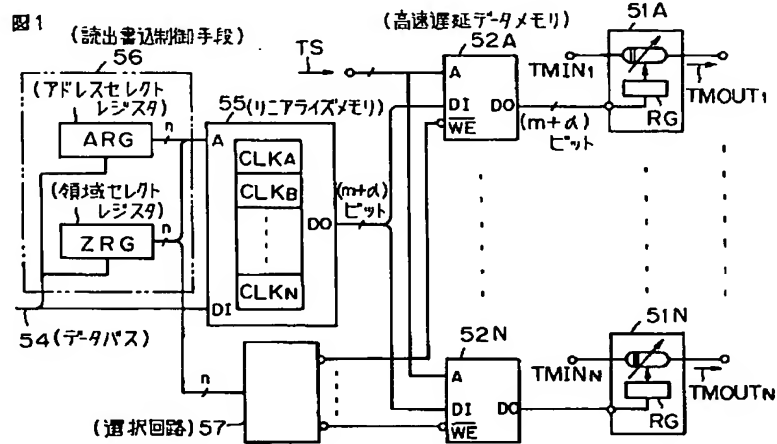 図1
(読出書込制御手段)
56
(アドレスセレクト
レジスタ)
ARG
n
(領域セレクト
レジスタ)
ZRG
n
54(データバス)
55(リニアライズメモリ)
A
CLKA
CLKB
CLKN
DO
DI
(m+α)
ビット
n
(選択回路)57
TS
(高速遅延データメモリ)
52A
A
DI
DO
WE
(m+α)
ビット
52N
A
DI
DO
WE
51A
TMIN1
TMOUT1
RG
51N
TMINN
TMOUTN
RG